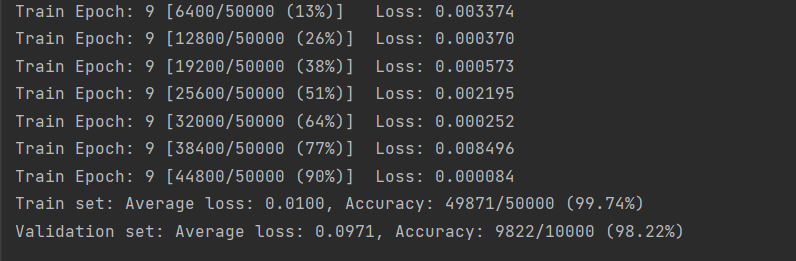 Train Epoch: 9 [6400/50000 (13%)]   Loss: 0.003374
Train Epoch: 9 [12800/50000 (26%)]  Loss: 0.000370
Train Epoch: 9 [19200/50000 (38%)]  Loss: 0.000573
Train Epoch: 9 [25600/50000 (51%)]  Loss: 0.002195
Train Epoch: 9 [32000/50000 (64%)]  Loss: 0.000252
Train Epoch: 9 [38400/50000 (77%)]  Loss: 0.008496
Train Epoch: 9 [44800/50000 (90%)]  Loss: 0.000084
Train set: Average loss: 0.0100, Accuracy: 49871/50000 (99.74%)
Validation set: Average loss: 0.0971, Accuracy: 9822/10000 (98.22%)